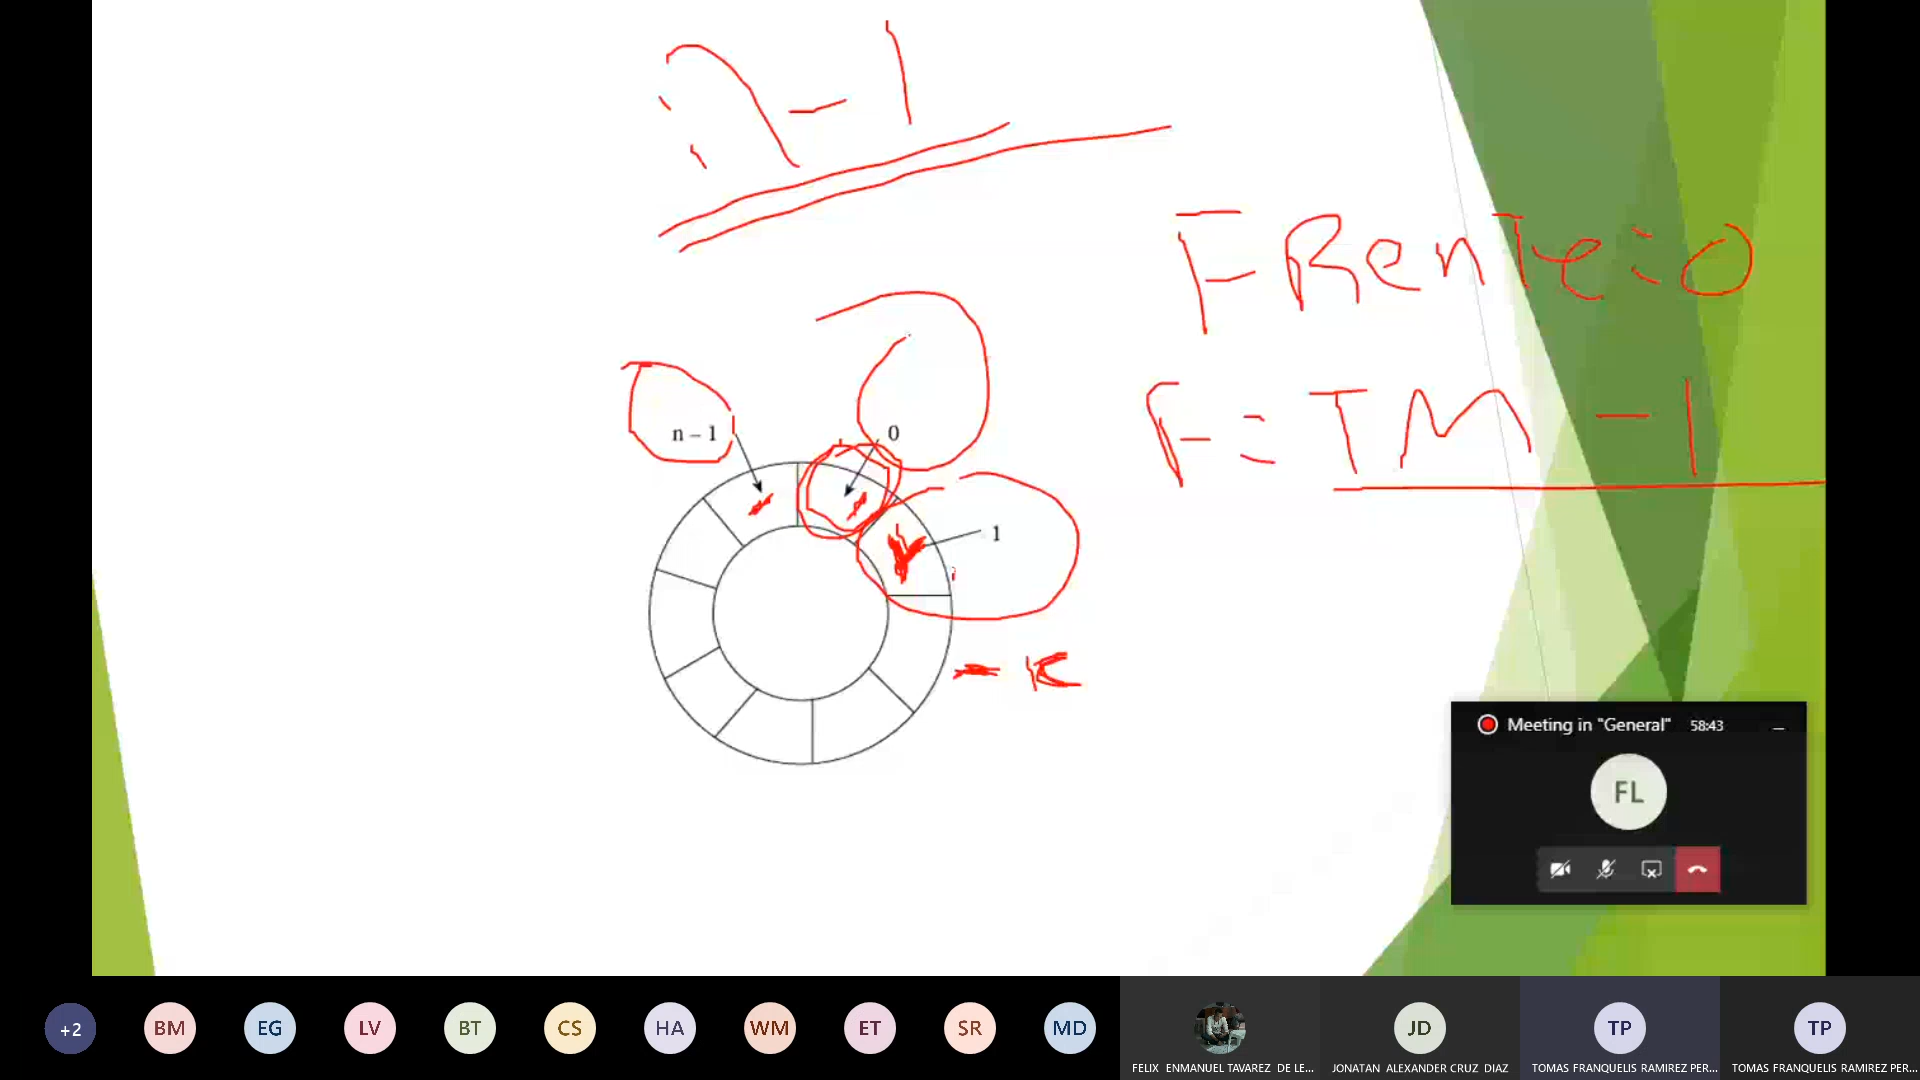 n-1
FRente:0
F=TM-1
n – 1
0
1
- K
Meeting in "General" 58:43
FL
+2 BM EG LV BT CS HA WM ET SR MD JD TP TP
FELIX ENMANUEL TAVAREZ DE LE... JONATAN ALEXANDER CRUZ DIAZ TOMAS FRANQUELIS RAMIREZ PER... TOMAS FRANQUELIS RAMIREZ PER...